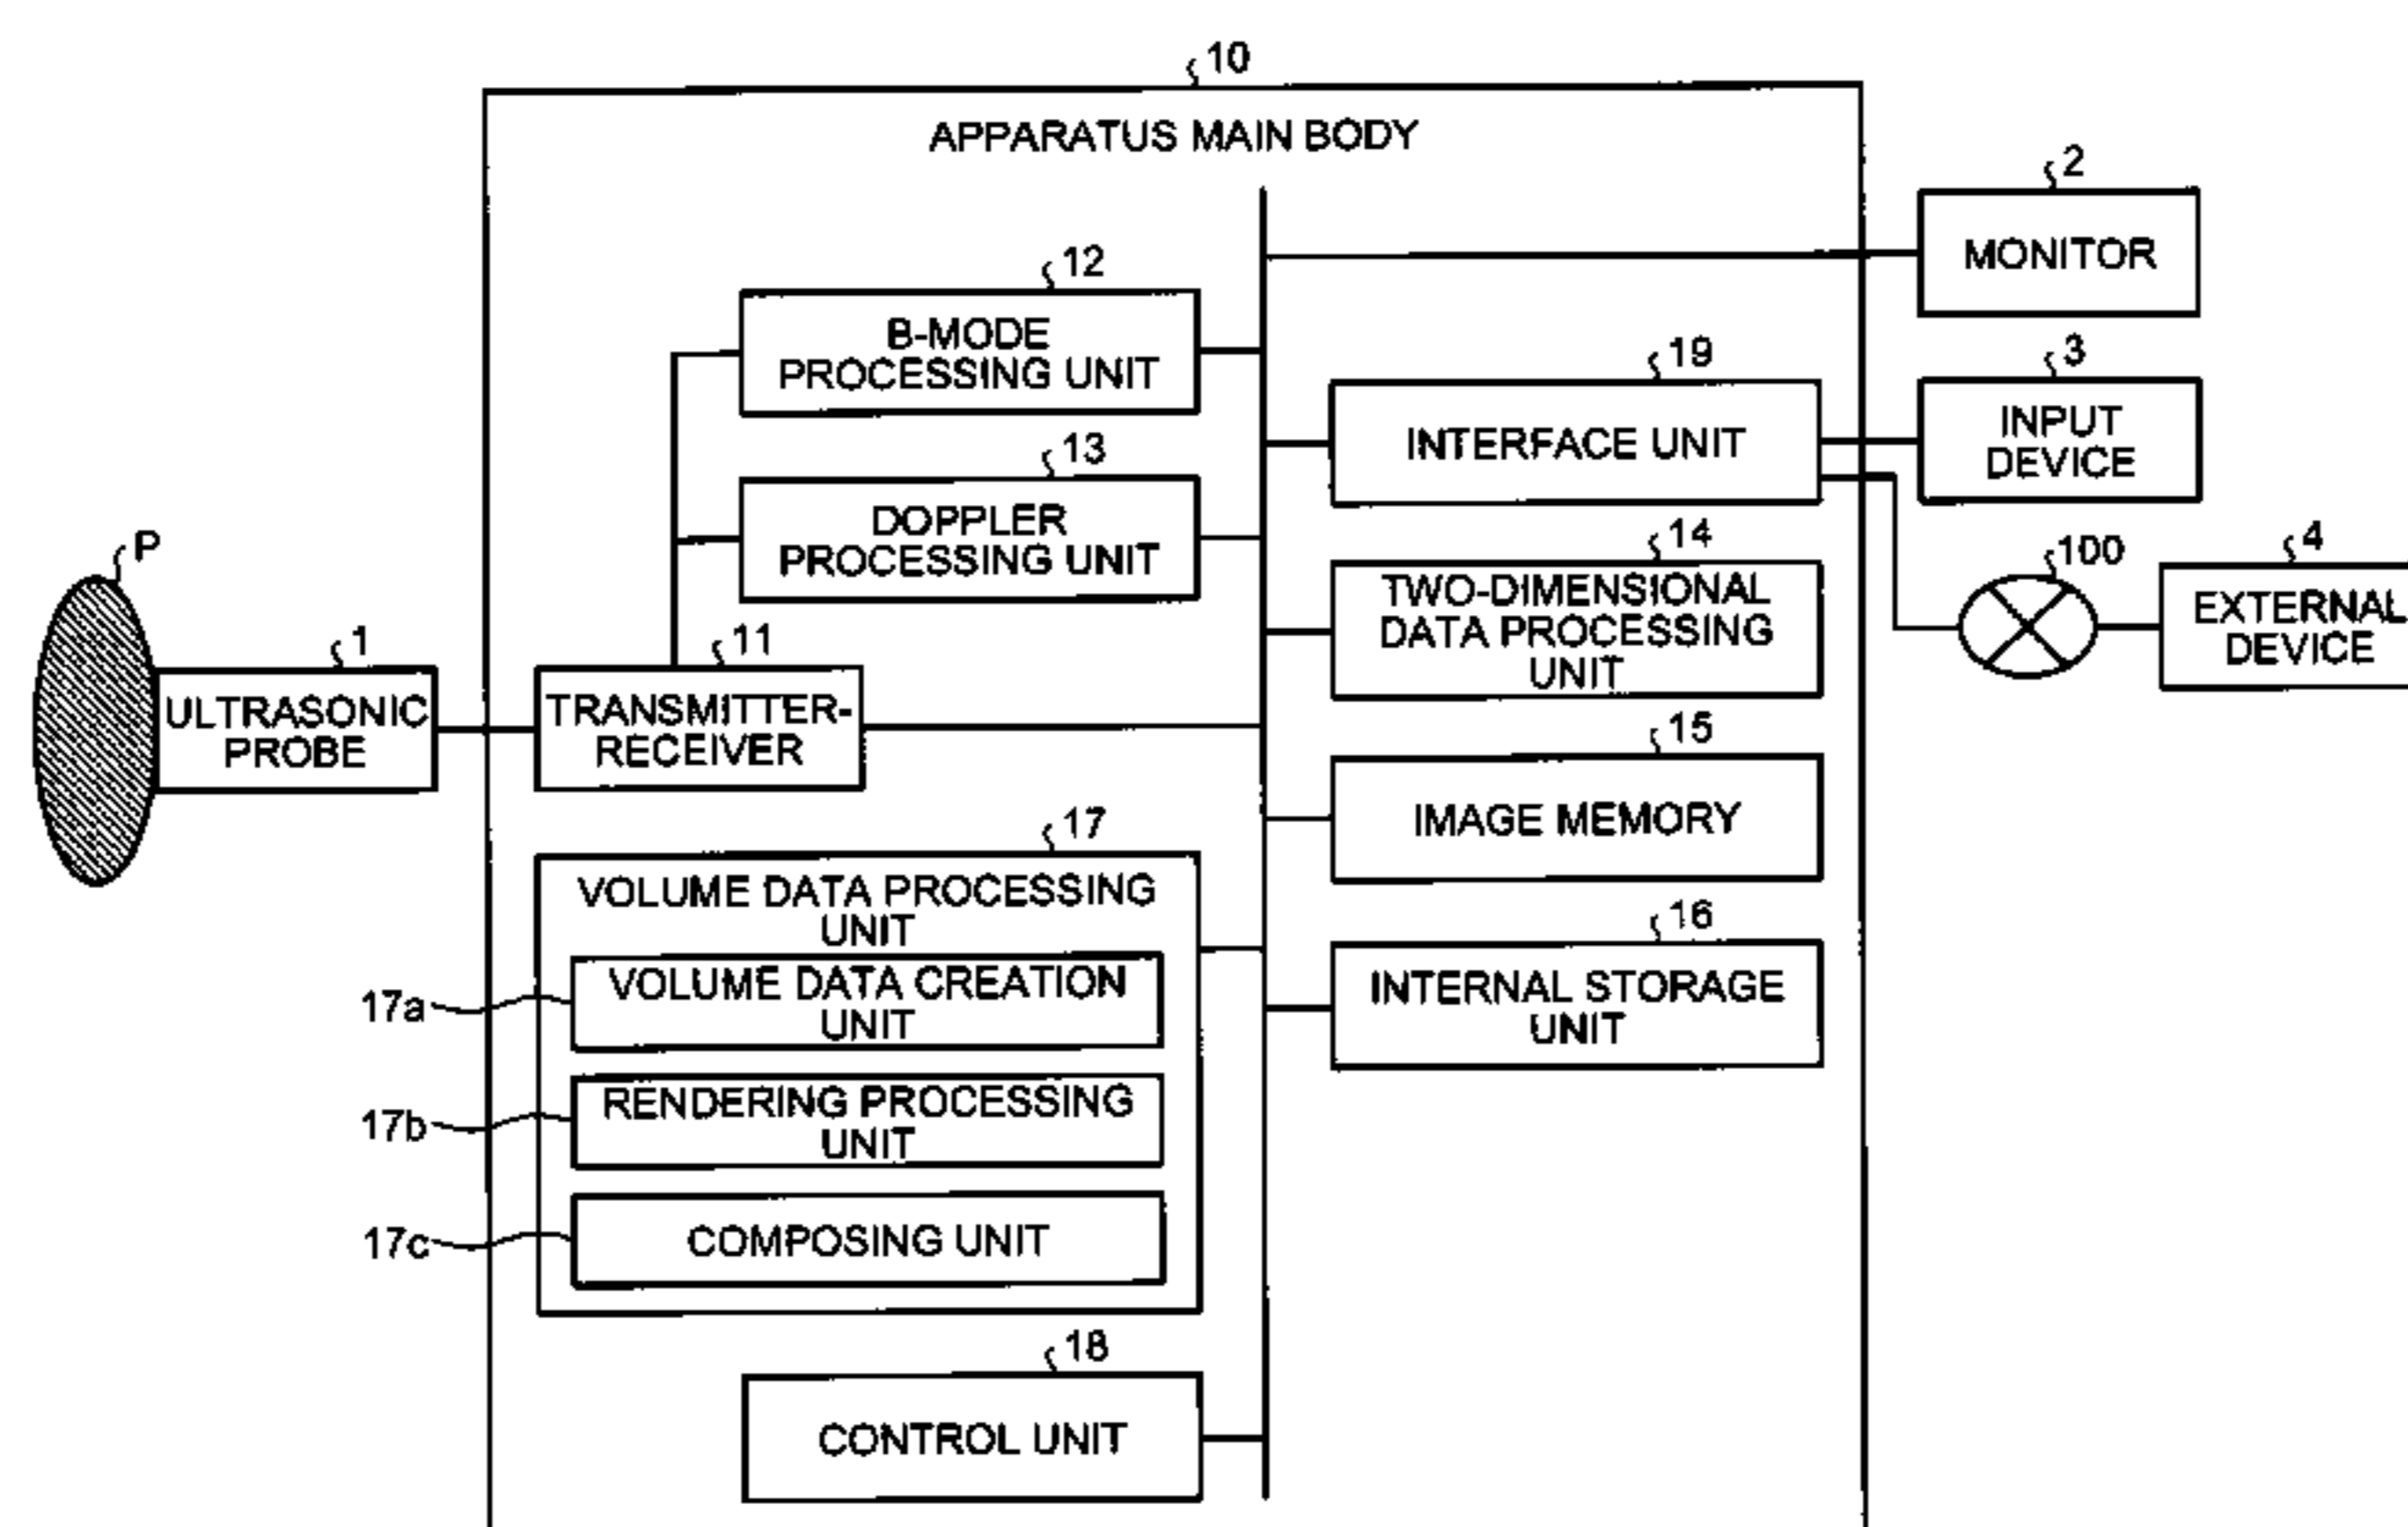 10
APPARATUS MAIN BODY
2
MONITOR
12
B-MODE
PROCESSING UNIT
19
INTERFACE UNIT
3
INPUT
DEVICE
13
DOPPLER
PROCESSING UNIT
14
TWO-DIMENSIONAL
DATA PROCESSING
UNIT
100
4
EXTERNAL
DEVICE
P
1
ULTRASONIC
PROBE
11
TRANSMITTER-
RECEIVER
15
IMAGE MEMORY
17
VOLUME DATA PROCESSING
UNIT
16
INTERNAL STORAGE
UNIT
17a
VOLUME DATA CREATION
UNIT
17b
RENDERING PROCESSING
UNIT
17c
COMPOSING UNIT
18
CONTROL UNIT